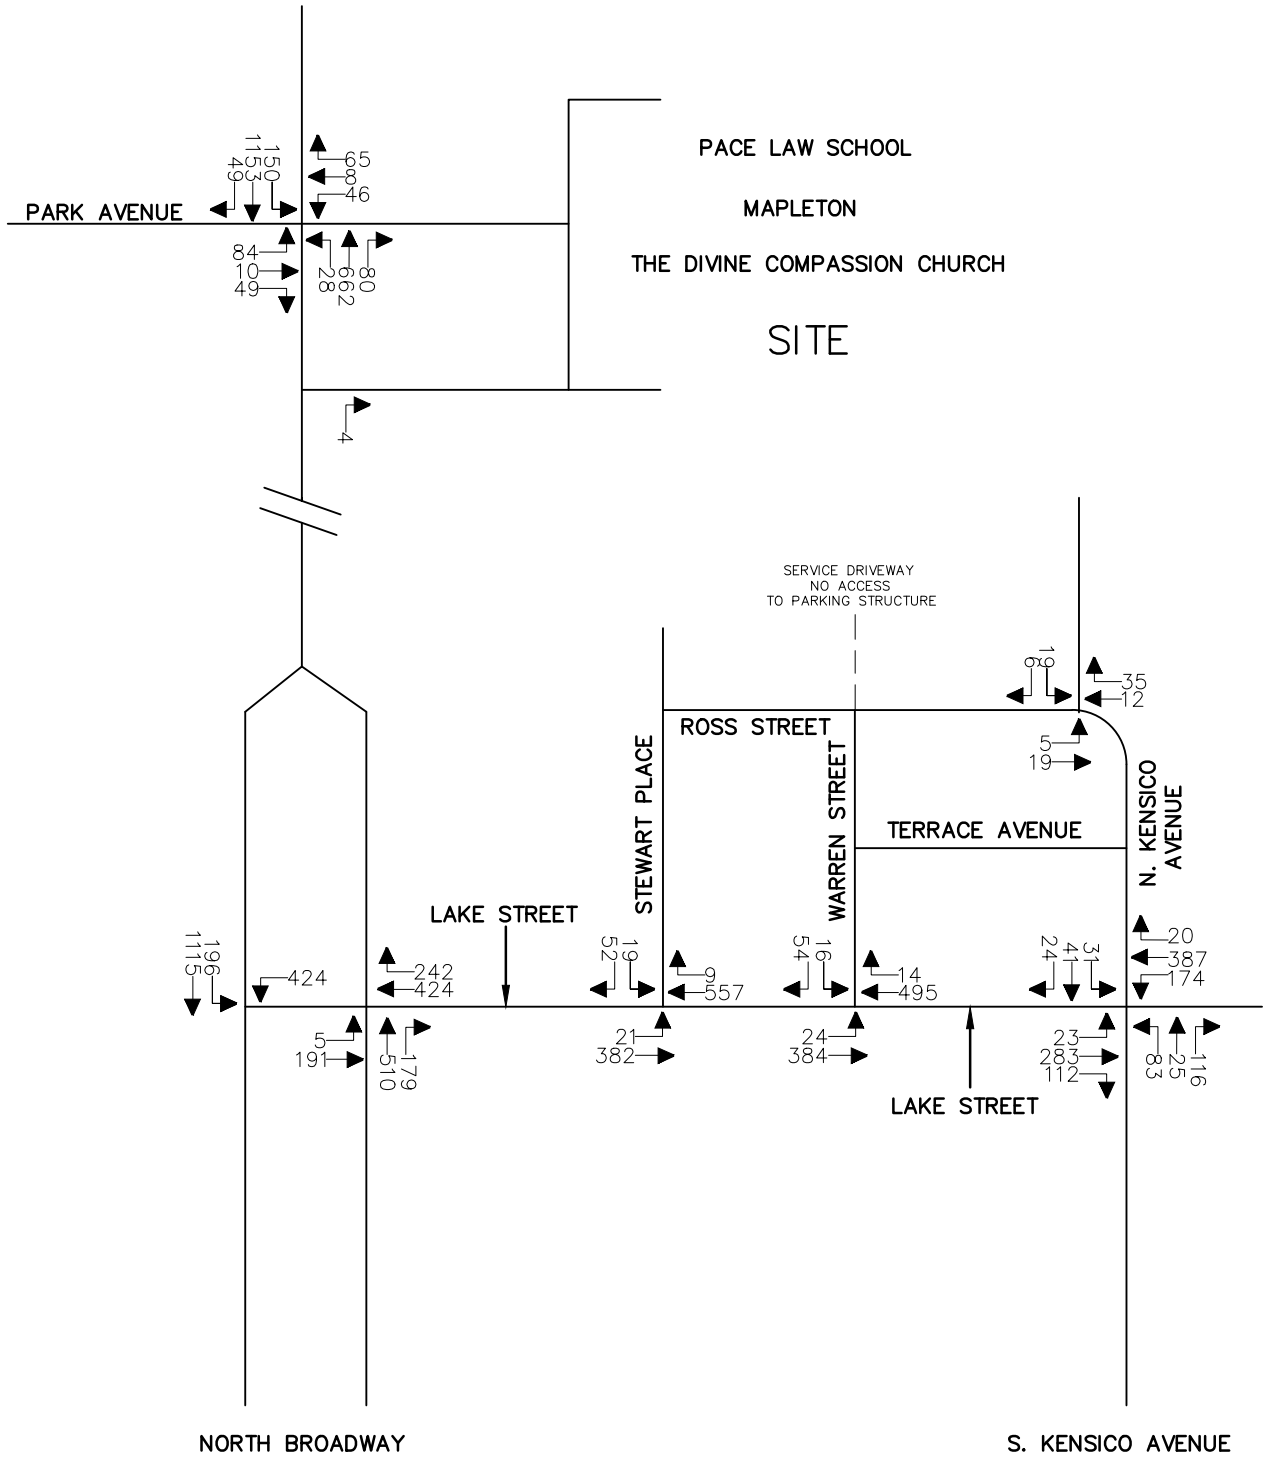 PACE LAW SCHOOL
MAPLETON
THE DIVINE COMPASSION CHURCH
SITE
49
1153
150
65
8
46
PARK AVENUE
84
10
49
28
662
80
4
SERVICE DRIVEWAY
NO ACCESS
TO PARKING STRUCTURE
6
19
35
12
ROSS STREET
5
19
STEWART PLACE
WARREN STREET
TERRACE AVENUE
N. KENSICO
AVENUE
LAKE STREET
1115
196
424
242
424
52
19
9
557
54
16
14
495
24
41
31
20
387
174
5
191
510
179
21
382
24
384
23
283
112
83
25
116
LAKE STREET
NORTH BROADWAY
S. KENSICO AVENUE